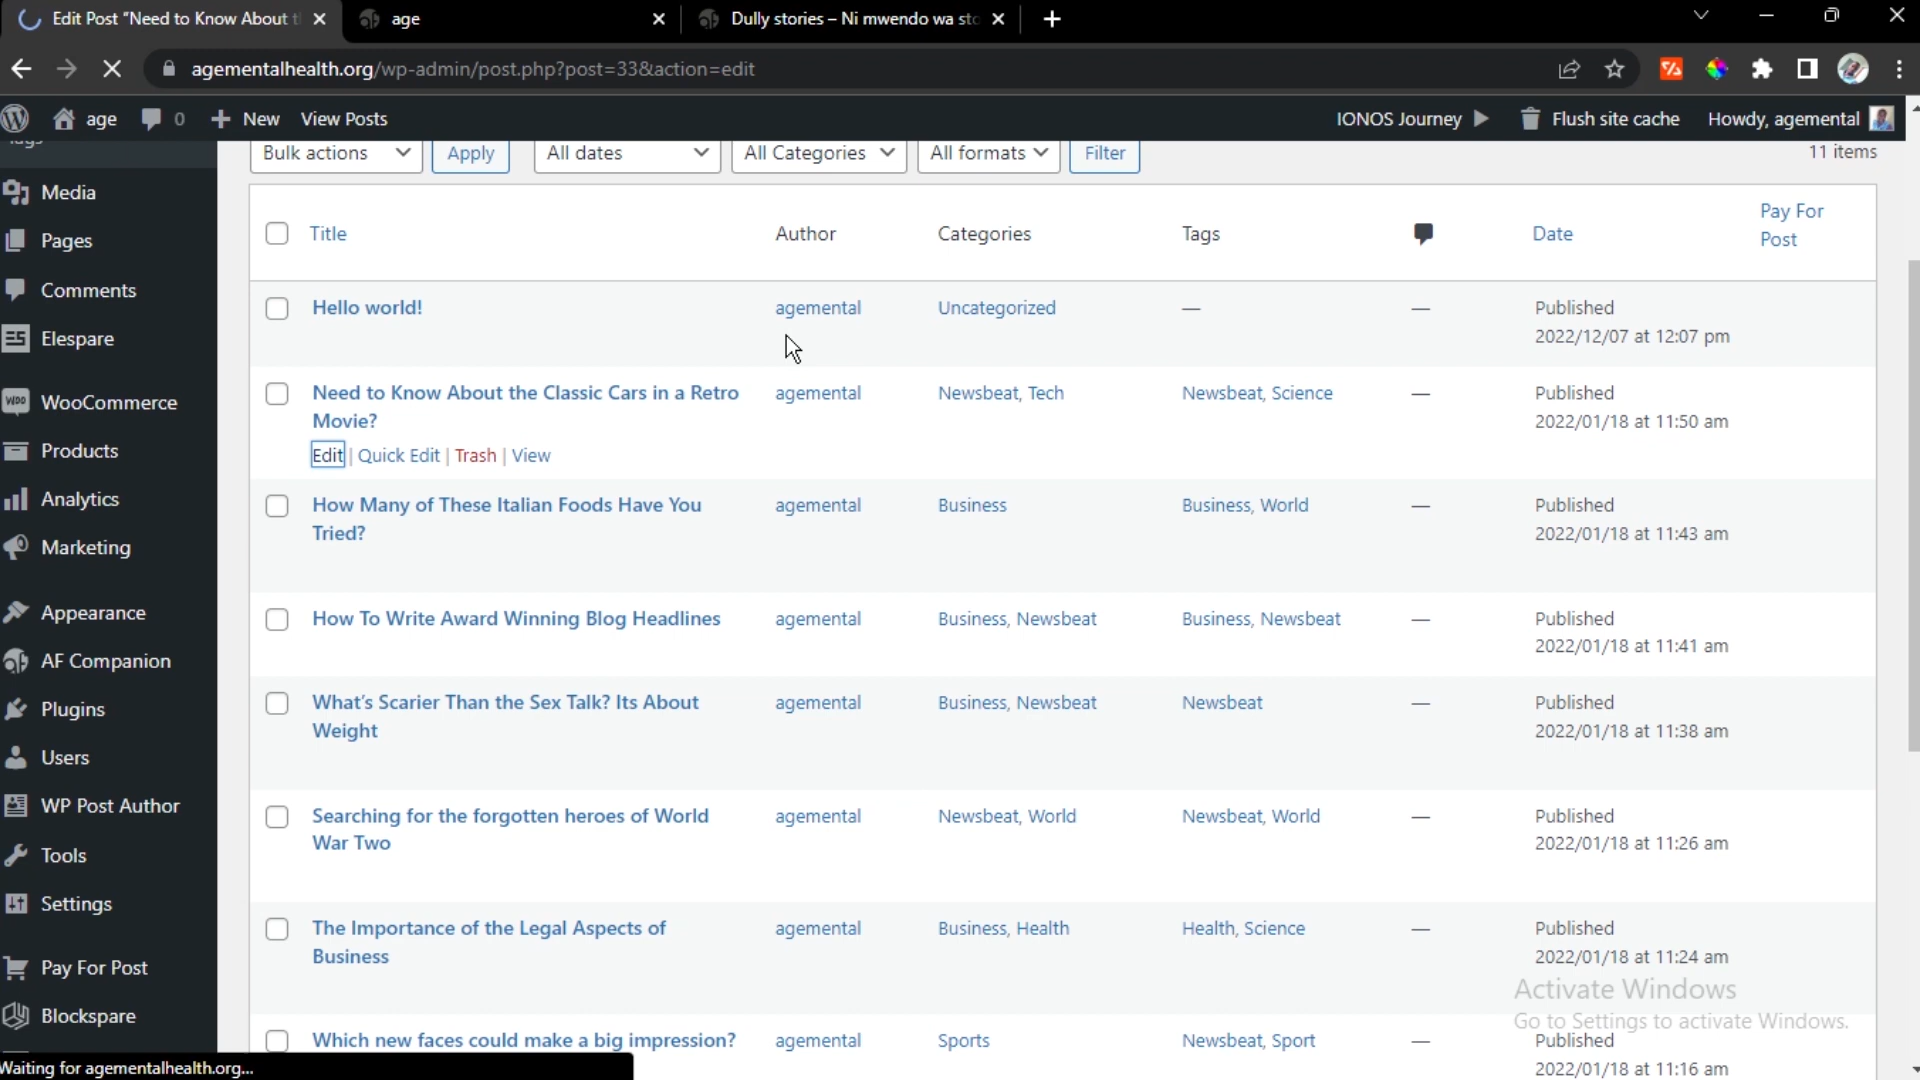 Edit Post "Need to Know About t
age
Dully stories – Ni mwendo wa sto
agementalhealth.org/wp-admin/post.php?post=33&action=edit
age
0
New
View Posts
IONOS Journey
Flush site cache
Howdy, agemental
Tags
Media
Pages
Comments
Elespare
WooCommerce
Products
Analytics
Marketing
Appearance
AF Companion
Plugins
Users
WP Post Author
Tools
Settings
Pay For Post
Blockspare
Bulk actions
Apply
All dates
All Categories
All formats
Filter
11 items
Title
Author
Categories
Tags
Date
Pay For
Post
Hello world!
agemental
Uncategorized
—
—
Published
2022/12/07 at 12:07 pm
Need to Know About the Classic Cars in a Retro
Movie?
Edit | Quick Edit | Trash | View
agemental
Newsbeat, Tech
Newsbeat, Science
—
Published
2022/01/18 at 11:50 am
How Many of These Italian Foods Have You
Tried?
agemental
Business
Business, World
—
Published
2022/01/18 at 11:43 am
How To Write Award Winning Blog Headlines
agemental
Business, Newsbeat
Business, Newsbeat
—
Published
2022/01/18 at 11:41 am
What's Scarier Than the Sex Talk? Its About
Weight
agemental
Business, Newsbeat
Newsbeat
—
Published
2022/01/18 at 11:38 am
Searching for the forgotten heroes of World
War Two
agemental
Newsbeat, World
Newsbeat, World
—
Published
2022/01/18 at 11:26 am
The Importance of the Legal Aspects of
Business
agemental
Business, Health
Health, Science
—
Published
2022/01/18 at 11:24 am
Which new faces could make a big impression?
agemental
Sports
Newsbeat, Sport
—
Published
2022/01/18 at 11:16 am
Activate Windows
Go to Settings to activate Windows.
Waiting for agementalhealth.org...